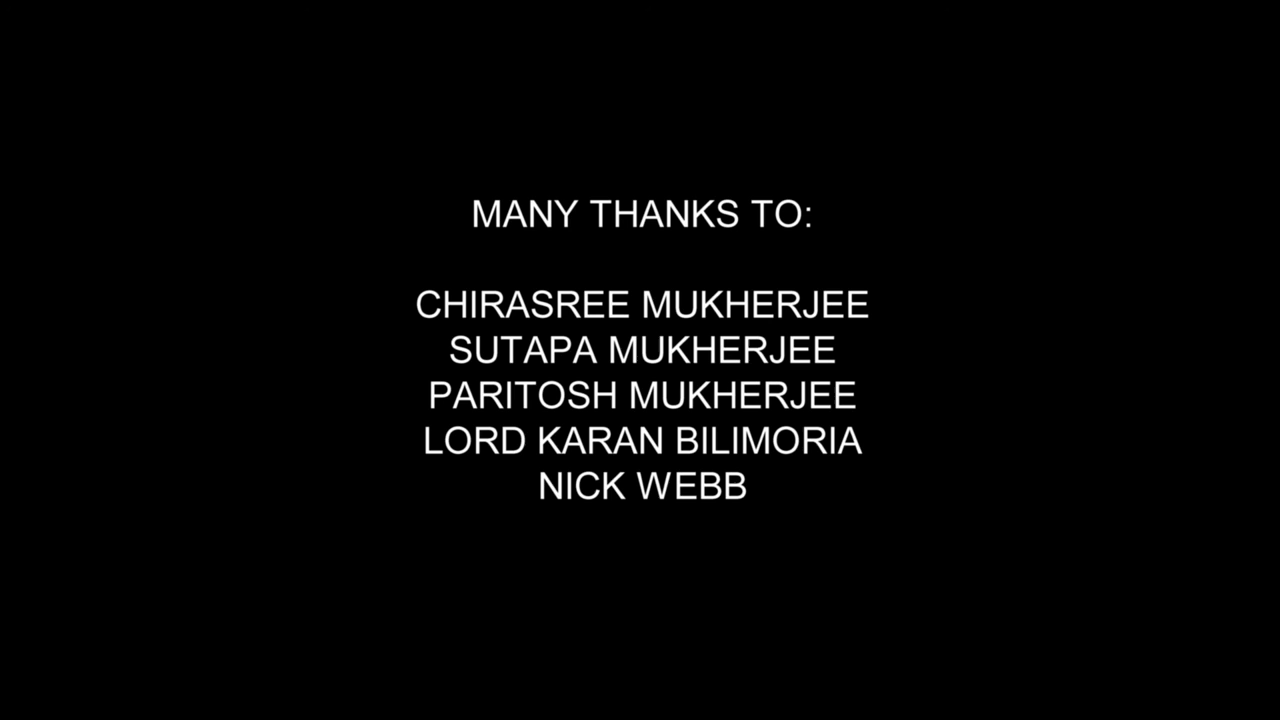 MANY THANKS TO:
CHIRASREE MUKHERJEE
SUTAPA MUKHERJEE
PARITOSH MUKHERJEE
LORD KARAN BILIMORIA
NICK WEBB